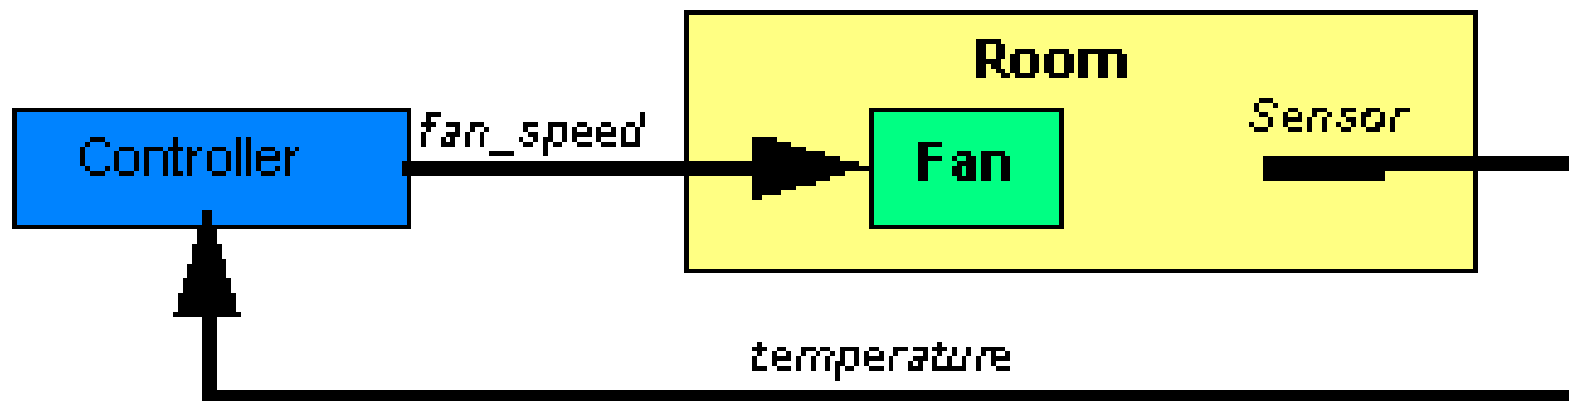 Room
Sensor
fan_speed
Controller
Fan
temperature